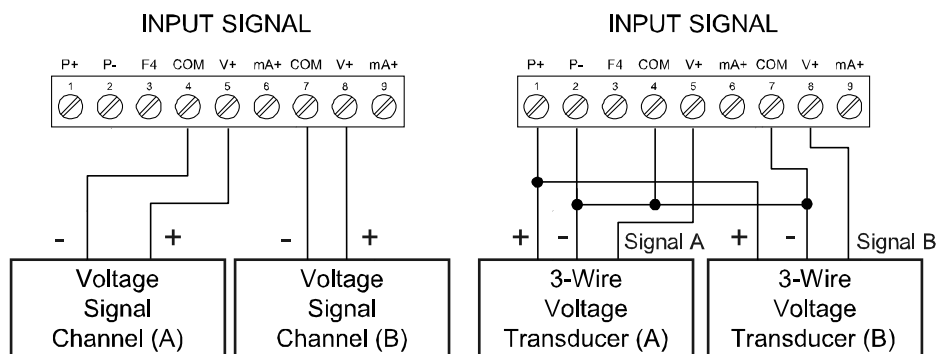 INPUT SIGNAL
P+ P- F4 COM V+ mA+ COM V+ mA+
1 2 3 4 5 6 7 8 9
- + - +
Voltage
Signal
Channel (A)
Voltage
Signal
Channel (B)
INPUT SIGNAL
P+ P- F4 COM V+ mA+ COM V+ mA+
1 2 3 4 5 6 7 8 9
+ - Signal A + - Signal B
3-Wire
Voltage
Transducer (A)
3-Wire
Voltage
Transducer (B)